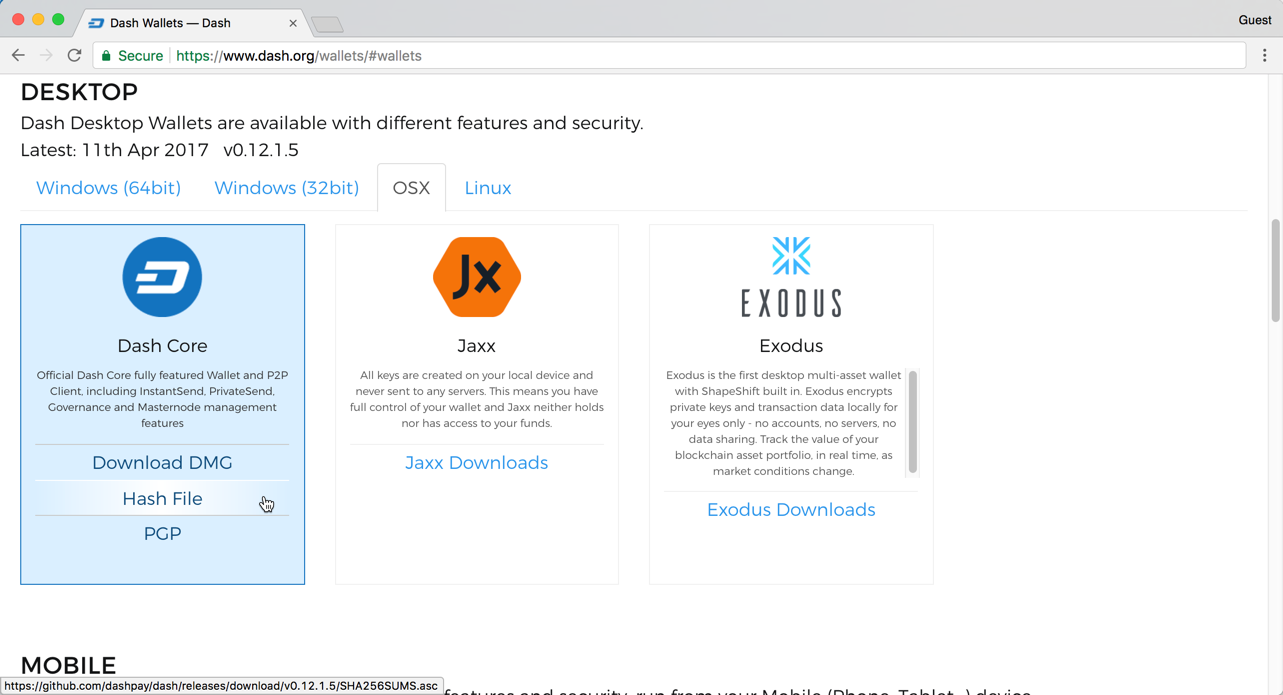 Dash Wallets — Dash
Guest
Secure https://www.dash.org/wallets/#wallets
DESKTOP
Dash Desktop Wallets are available with different features and security.
Latest: 11th Apr 2017 v0.12.1.5
Windows (64bit) Windows (32bit) OSX Linux
Dash Core
Official Dash Core fully featured Wallet and P2P
Client, including InstantSend, PrivateSend,
Governance and Masternode management
features
Download DMG
Hash File
PGP
Jx
Jaxx
All keys are created on your local device and
never sent to any servers. This means you have
full control of your wallet and Jaxx neither holds
nor has access to your funds.
Jaxx Downloads
EXODUS
Exodus
Exodus is the first desktop multi-asset wallet
with ShapeShift built in. Exodus encrypts
private keys and transaction data locally for
your eyes only - no accounts, no servers, no
data sharing. Track the value of your
blockchain asset portfolio, in real time, as
market conditions change.
Exodus Downloads
MOBILE
features and security, run from your Mobile (Phone, Tablet..) device
https://github.com/dashpay/dash/releases/download/v0.12.1.5/SHA256SUMS.asc